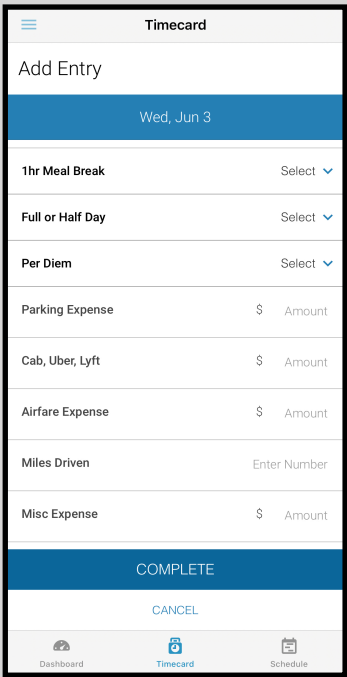 Timecard
Add Entry
Wed, Jun 3
1hr Meal Break Select
Full or Half Day Select
Per Diem Select
Parking Expense $ Amount
Cab, Uber, Lyft $ Amount
Airfare Expense $ Amount
Miles Driven Enter Number
Misc Expense $ Amount
COMPLETE
CANCEL
Dashboard Timecard Schedule